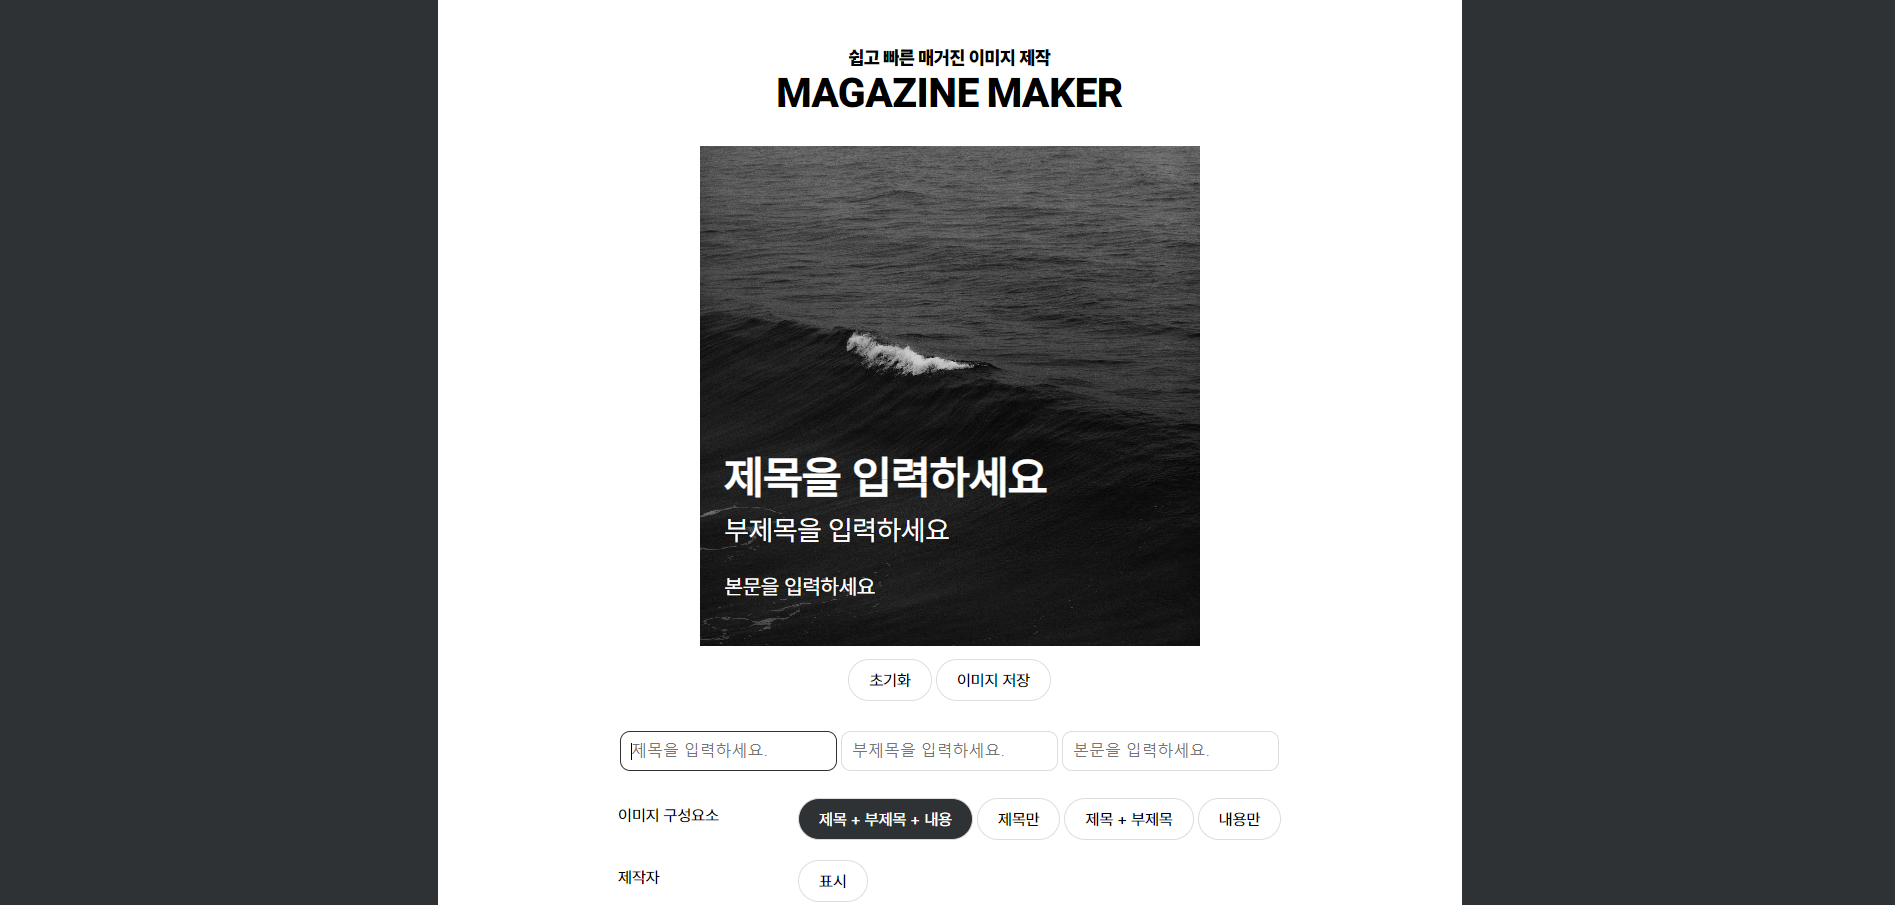 쉽고 빠른 매거진 이미지 제작
MAGAZINE MAKER
제목을 입력하세요
부제목을 입력하세요
본문을 입력하세요
초기화 이미지 저장
제목을 입력하세요. 부제목을 입력하세요. 본문을 입력하세요.
이미지 구성요소 제목 + 부제목 + 내용 제목만 제목 + 부제목 내용만
제작자 표시